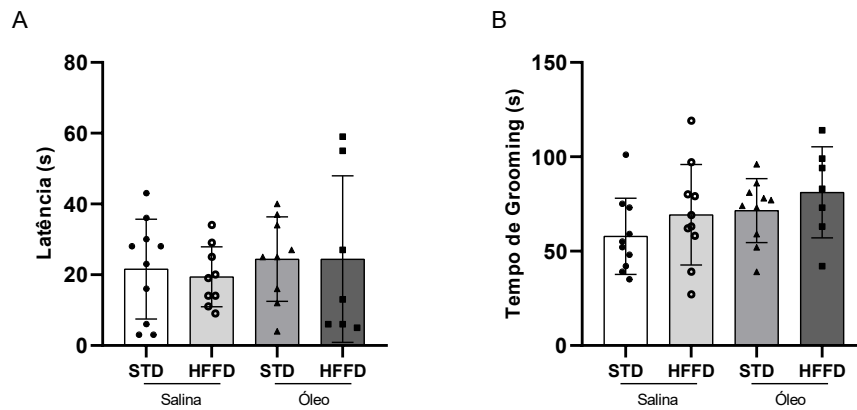 A
B
Latência (s)
80
60
40
20
0
STD HFFD STD HFFD
Salina Óleo
Tempo de Grooming (s)
150
100
50
0
STD HFFD STD HFFD
Salina Óleo